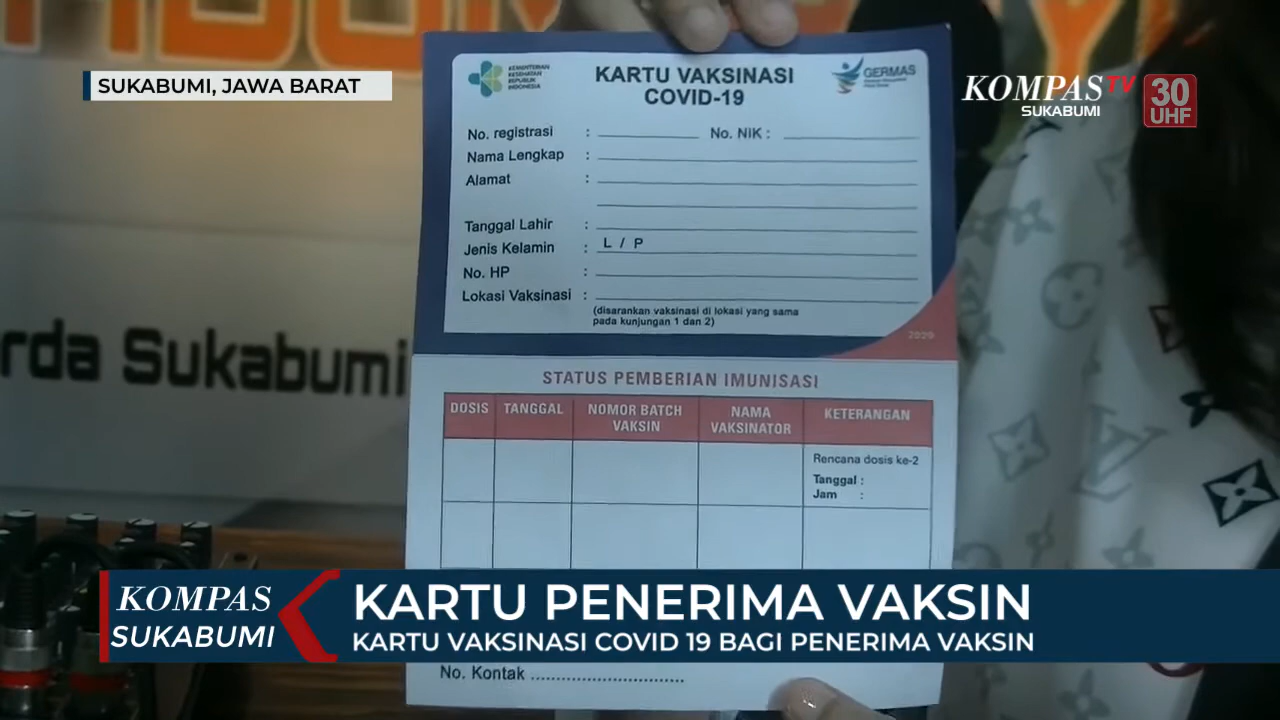 SUKABUMI, JAWA BARAT
KOMPAS TV
SUKABUMI
30
UHF
KEMENTERIAN
KESEHATAN
REPUBLIK
INDONESIA
KARTU VAKSINASI
COVID-19
GERMAS
No. registrasi : No. NIK :
Nama Lengkap :
Alamat :
Tanggal Lahir :
Jenis Kelamin : L / P
No. HP :
Lokasi Vaksinasi :
(disarankan vaksinasi di lokasi yang sama
pada kunjungan 1 dan 2)
2020
rda Sukabumi
STATUS PEMBERIAN IMUNISASI
DOSIS TANGGAL NOMOR BATCH VAKSIN NAMA VAKSINATOR KETERANGAN
Rencana dosis ke-2
Tanggal :
Jam :
KOMPAS
SUKABUMI
KARTU PENERIMA VAKSIN
KARTU VAKSINASI COVID 19 BAGI PENERIMA VAKSIN
No. Kontak ............................